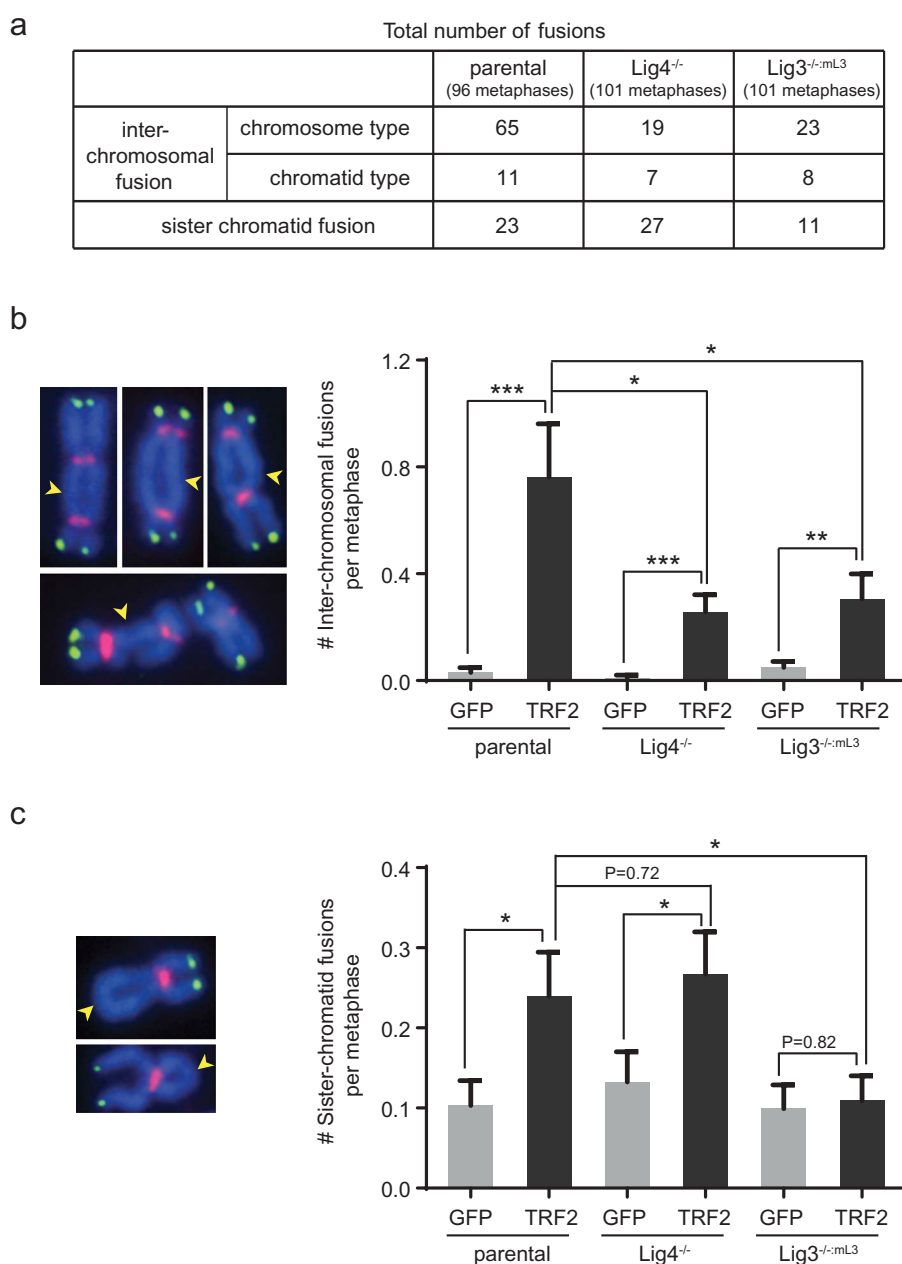 a
Total number of fusions
parental Lig4-/- Lig3-/-:mL3
(96 metaphases) (101 metaphases) (101 metaphases)
inter-chromosomal fusion
chromosome type 65 19 23
chromatid type 11 7 8
sister chromatid fusion 23 27 11
b
# Inter-chromosomal fusions
per metaphase
1.2
0.8
0.4
0.0
***
*
*
***
**
GFP TRF2 GFP TRF2 GFP TRF2
parental Lig4-/- Lig3-/-:mL3
c
# Sister-chromatid fusions
per metaphase
0.4
0.3
0.2
0.1
0.0
*
P=0.72
*
*
P=0.82
GFP TRF2 GFP TRF2 GFP TRF2
parental Lig4-/- Lig3-/-:mL3